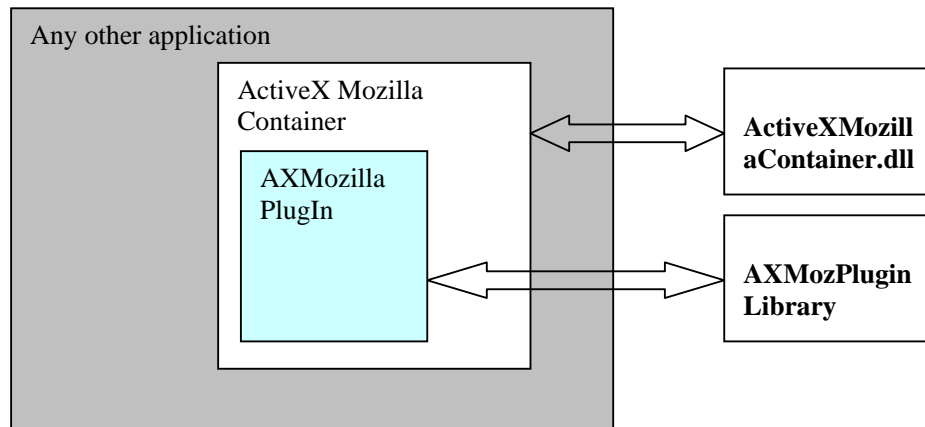 Any other application
ActiveX Mozilla
Container
AXMozilla
PlugIn
ActiveXMozill
aContainer.dll
AXMozPlugin
Library